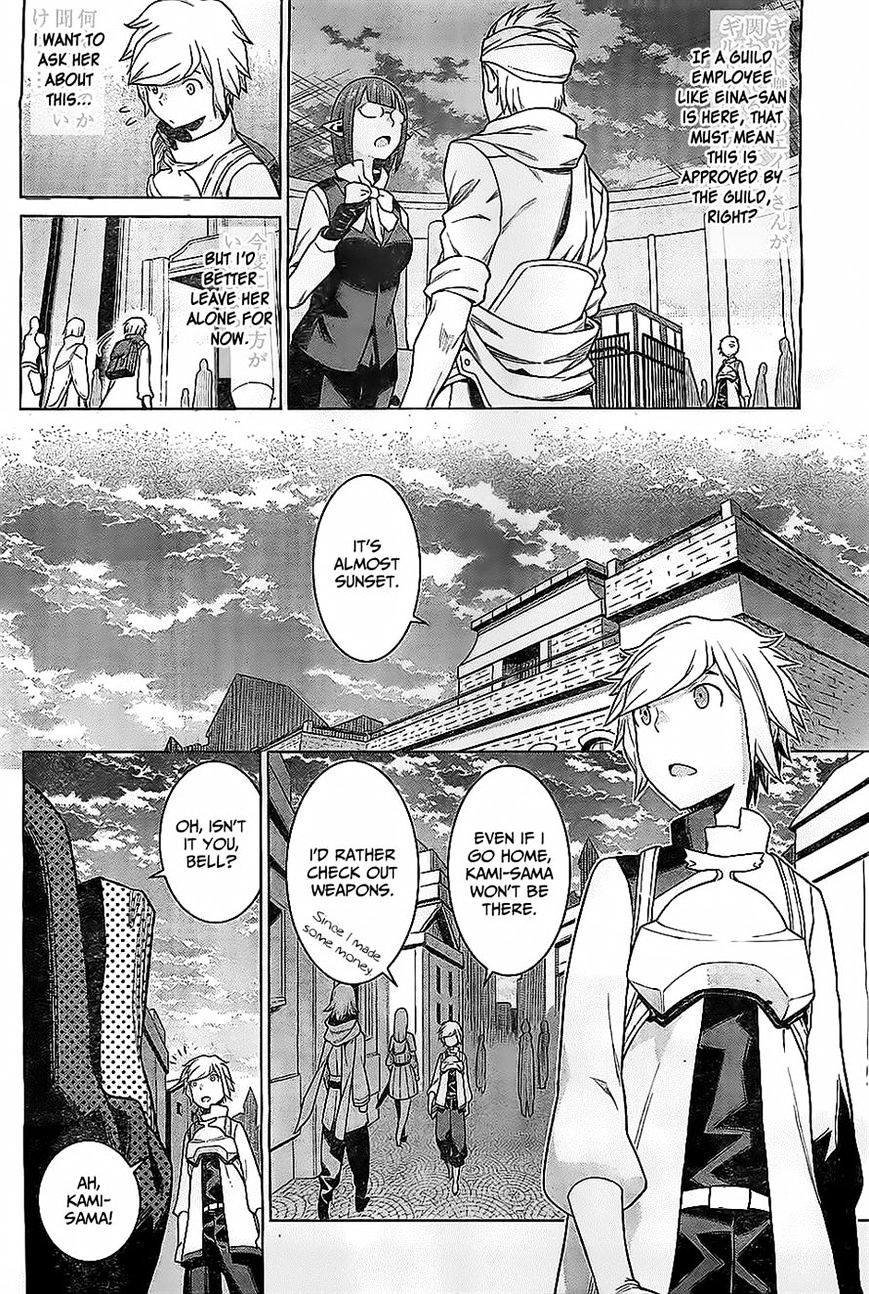 IF A GUILD
EMPLOYEE
LIKE EINA-SAN
IS HERE, THAT
MUST MEAN
THIS IS
APPROVED BY
THE GUILD,
RIGHT?
I WANT TO
ASK HER
ABOUT
THIS...
BUT I'D
BETTER
LEAVE HER
ALONE FOR
NOW.
IT'S
ALMOST
SUNSET.
EVEN IF I
GO HOME,
KAMI-SAMA
WON'T BE
THERE.
I'D RATHER
CHECK OUT
WEAPONS.
Since I made
some money
OH, ISN'T
IT YOU,
BELL?
AH,
KAMI-
SAMA!